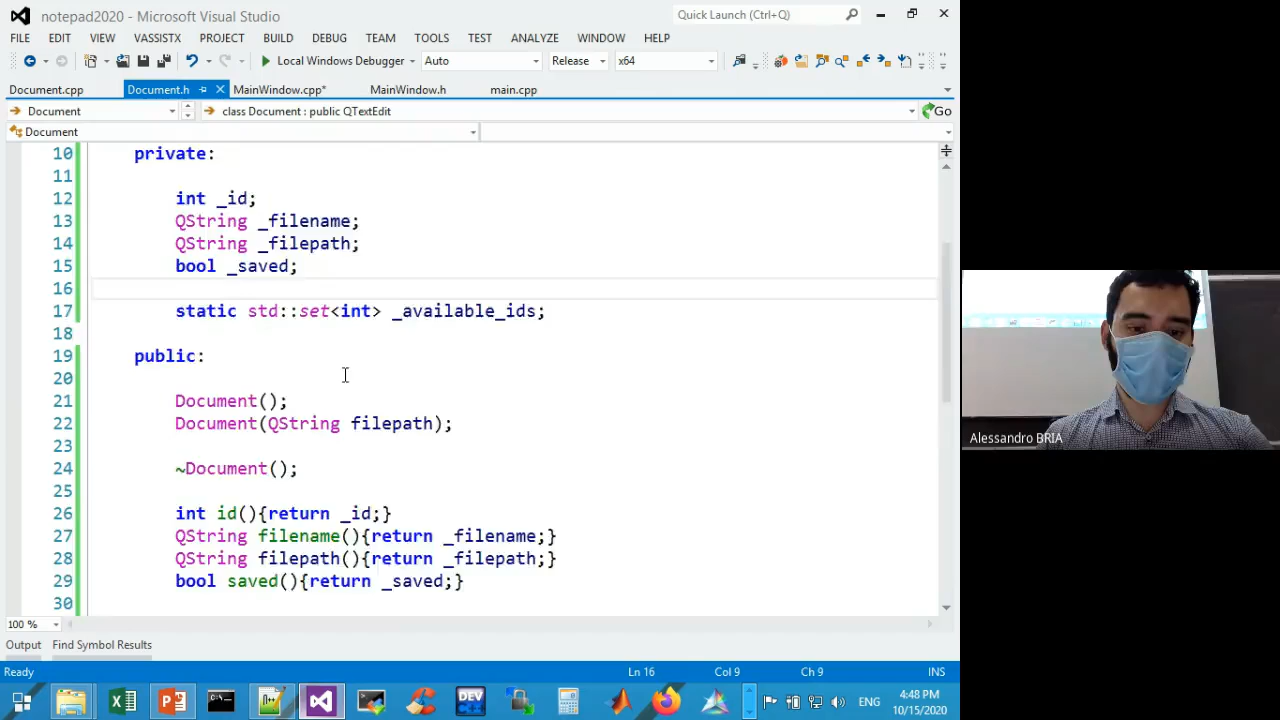 notepad2020 - Microsoft Visual Studio
Quick Launch (Ctrl+Q)
FILE EDIT VIEW VASSISTX PROJECT BUILD DEBUG TEAM TOOLS TEST ANALYZE WINDOW HELP
Local Windows Debugger Auto Release x64
Document.cpp Document.h MainWindow.cpp* MainWindow.h main.cpp
Document class Document : public QTextEdit Go
Document
10 private:
11
12 int _id;
13 QString _filename;
14 QString _filepath;
15 bool _saved;
16
17 static std::set<int> _available_ids;
18
19 public:
20
21 Document();
22 Document(QString filepath);
23
24 ~Document();
25
26 int id(){return _id;}
27 QString filename(){return _filename;}
28 QString filepath(){return _filepath;}
29 bool saved(){return _saved;}
30
100 %
Output Find Symbol Results
Ready Ln 16 Col 9 Ch 9 INS
DEV
ENG
4:48 PM
10/15/2020
Alessandro BRIA